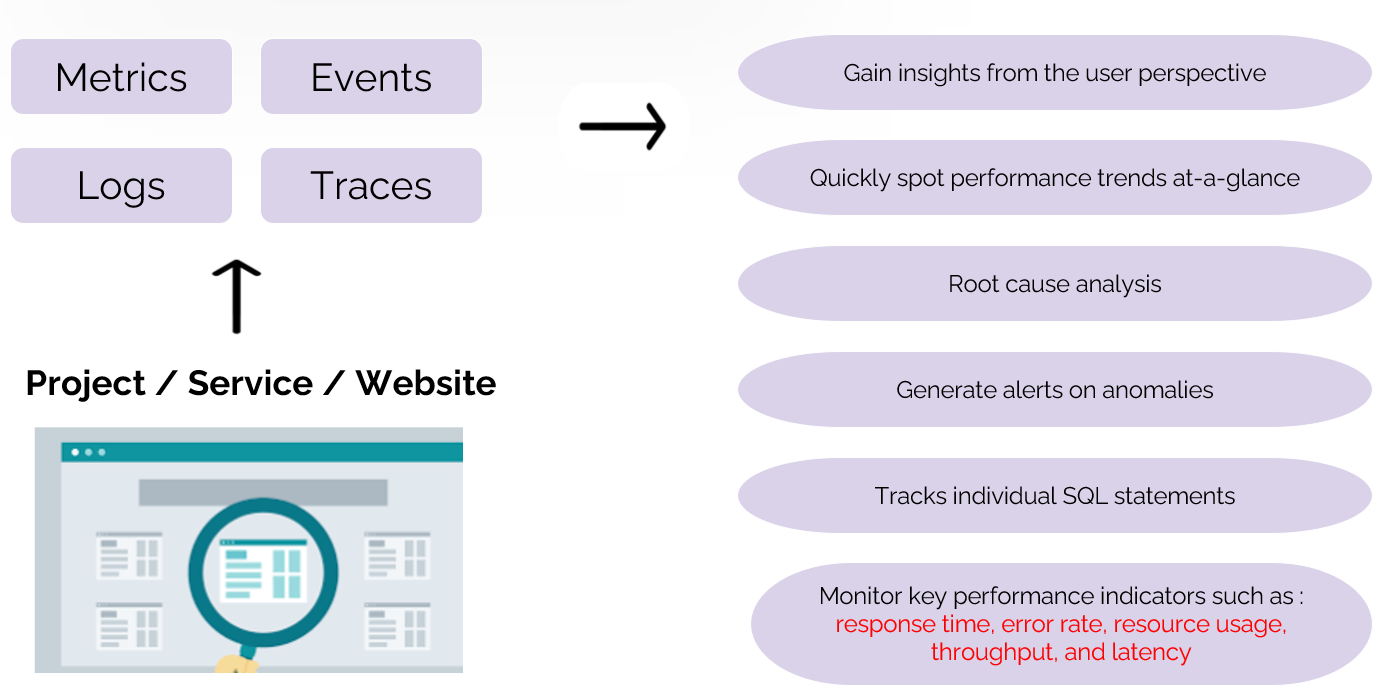 Metrics
Events
Logs
Traces
Project / Service / Website
Gain insights from the user perspective
Quickly spot performance trends at-a-glance
Root cause analysis
Generate alerts on anomalies
Tracks individual SQL statements
Monitor key performance indicators such as :
response time, error rate, resource usage,
throughput, and latency